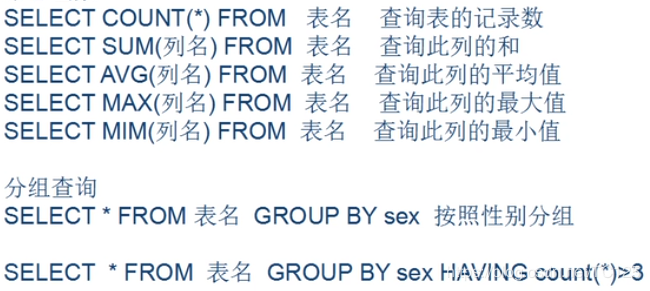 SELECT COUNT(*) FROM 表名 查询表的记录数
SELECT SUM(列名) FROM 表名 查询此列的和
SELECT AVG(列名) FROM 表名 查询此列的平均值
SELECT MAX(列名) FROM 表名 查询此列的最大值
SELECT MIM(列名) FROM 表名 查询此列的最小值
分组查询
SELECT * FROM 表名 GROUP BY sex 按照性别分组
SELECT * FROM 表名 GROUP BY sex HAVING count(*)>3